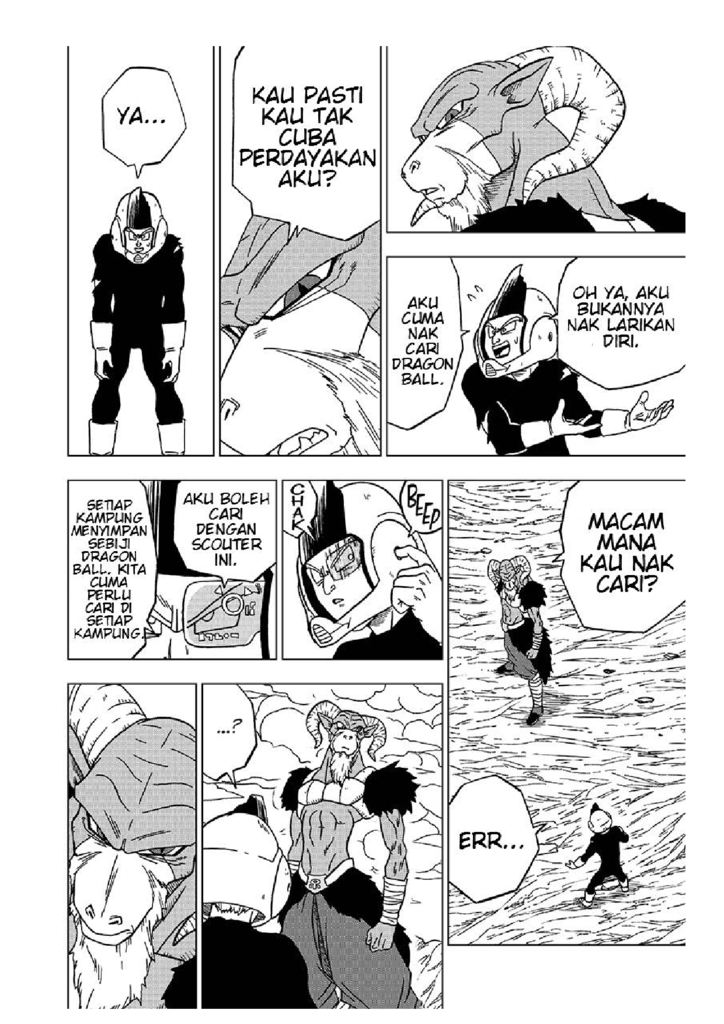 OH YA, AKU
BUKANNYA
NAK LARIKAN
DIRI.
AKU
CUMA
NAK
CARI
DRAGON
BALL.
KAU PASTI
KAU TAK
CUBA
PERDAYAKAN
AKU?
YA...
MACAM
MANA
KAU NAK
CARI?
ERR...
BEEP
CHAK
AKU BOLEH
CARI
DENGAN
SCOUTER
INI.
SETIAP
KAMPUNG
MENYIMPAN
SEBIJI
DRAGON
BALL. KITA
CUMA
PERLU
CARI DI
SETIAP
KAMPUNG.
...?